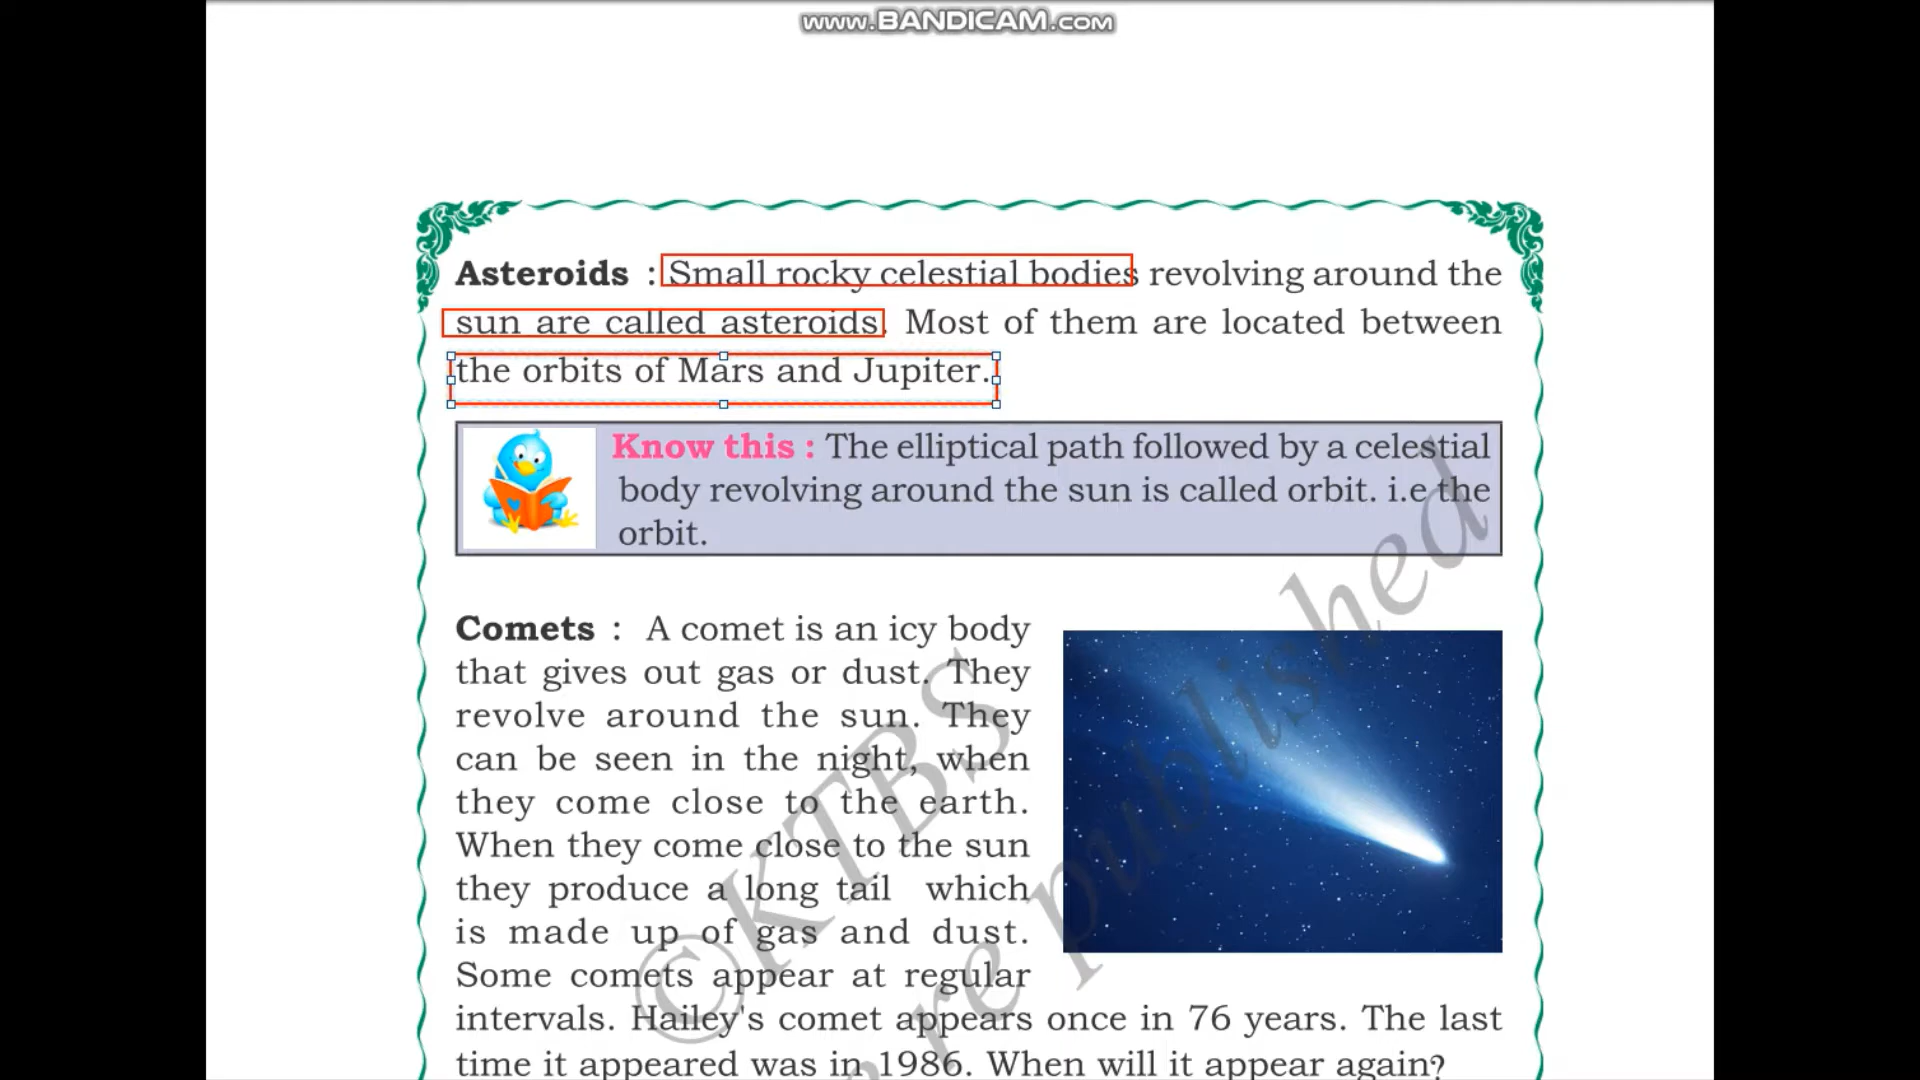 www.BANDICAM.com
Asteroids : Small rocky celestial bodies revolving around the
sun are called asteroids. Most of them are located between
the orbits of Mars and Jupiter.
Know this : The elliptical path followed by a celestial
body revolving around the sun is called orbit. i.e the
orbit.
Comets : A comet is an icy body
that gives out gas or dust. They
revolve around the sun. They
can be seen in the night, when
they come close to the earth.
When they come close to the sun
they produce a long tail which
is made up of gas and dust.
Some comets appear at regular
intervals. Hailey's comet appears once in 76 years. The last
time it appeared was in 1986. When will it appear again?
©KTBS
re published